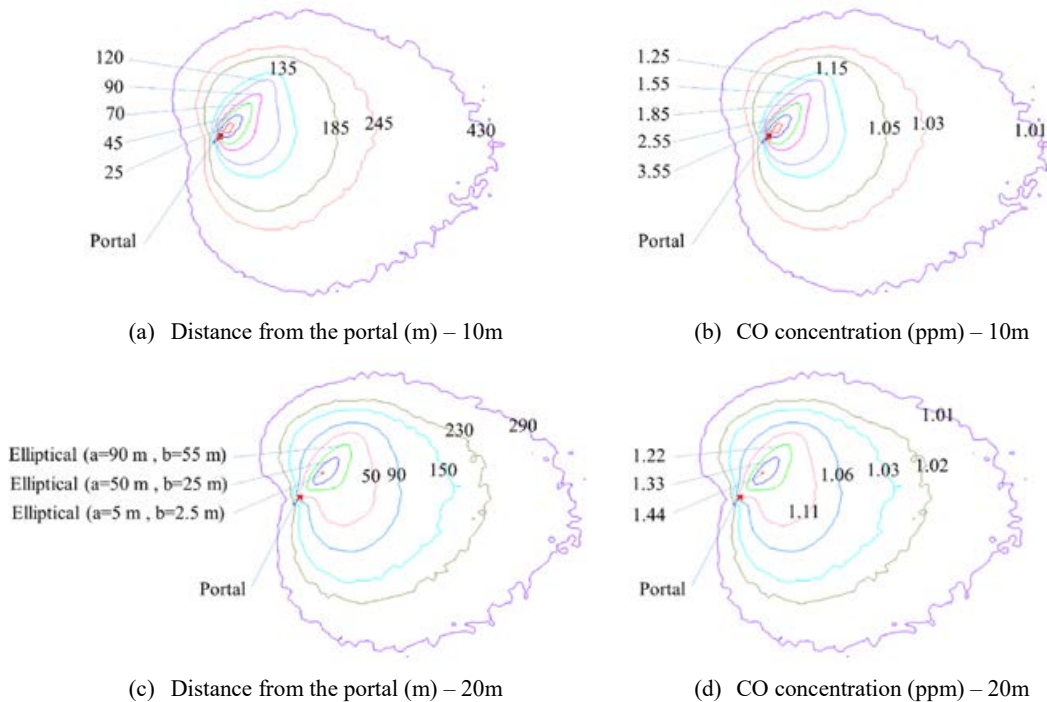 120
135
90
70
185
245
430
45
25
Portal
(a) Distance from the portal (m) – 10m
1.25
1.15
1.55
1.85
1.05
1.03
1.01
2.55
3.55
Portal
(b) CO concentration (ppm) – 10m
290
230
Elliptical (a=90 m , b=55 m)
50
90
150
Elliptical (a=50 m , b=25 m)
Elliptical (a=5 m , b=2.5 m)
Portal
(c) Distance from the portal (m) – 20m
1.01
1.22
1.06
1.03
1.02
1.33
1.44
1.11
Portal
(d) CO concentration (ppm) – 20m